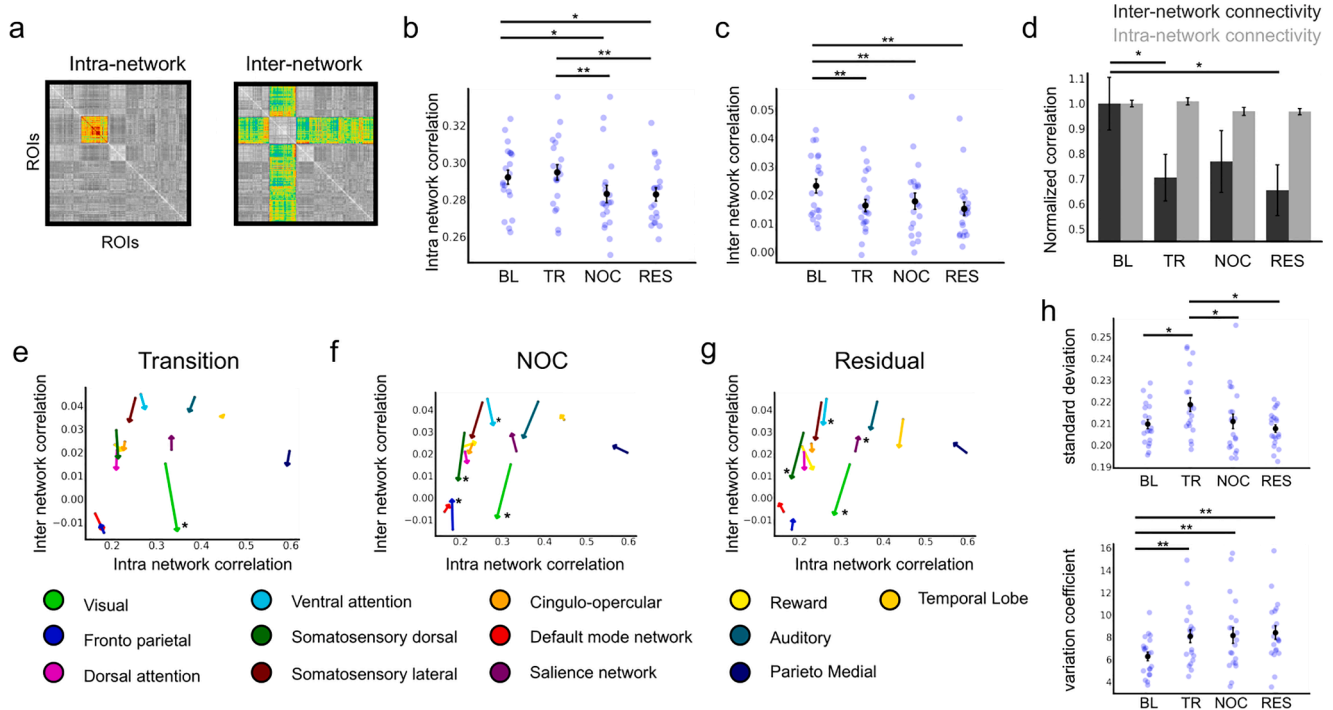 a
Intra-network
Inter-network
ROIs
ROIs
b
*
*
**
**
Intra network correlation
0.32
0.30
0.28
0.26
BL TR NOC RES
c
**
**
**
Inter network correlation
0.05
0.04
0.03
0.02
0.01
0.00
BL TR NOC RES
d
Inter-network connectivity
Intra-network connectivity
*
*
Normalized correlation
1.1
1.0
0.9
0.8
0.7
0.6
0.5
BL TR NOC RES
e
Transition
Inter network correlation
0.04
0.03
0.02
0.01
0.00
−0.01
*
0.2 0.3 0.4 0.5 0.6
Intra network correlation
f
NOC
Inter network correlation
0.04
0.03
0.02
0.01
0.00
−0.01
*
*
*
*
0.2 0.3 0.4 0.5 0.6
Intra network correlation
g
Residual
Inter network correlation
0.04
0.03
0.02
0.01
0.00
−0.01
*
*
*
*
0.2 0.3 0.4 0.5 0.6
Intra network correlation
Visual
Fronto parietal
Dorsal attention
Ventral attention
Somatosensory dorsal
Somatosensory lateral
Cingulo-opercular
Default mode network
Salience network
Reward
Auditory
Parieto Medial
Temporal Lobe
h
*
*
*
standard deviation
0.25
0.24
0.23
0.22
0.21
0.20
0.19
BL TR NOC RES
**
**
**
variation coefficient
16
14
12
10
8
6
4
BL TR NOC RES